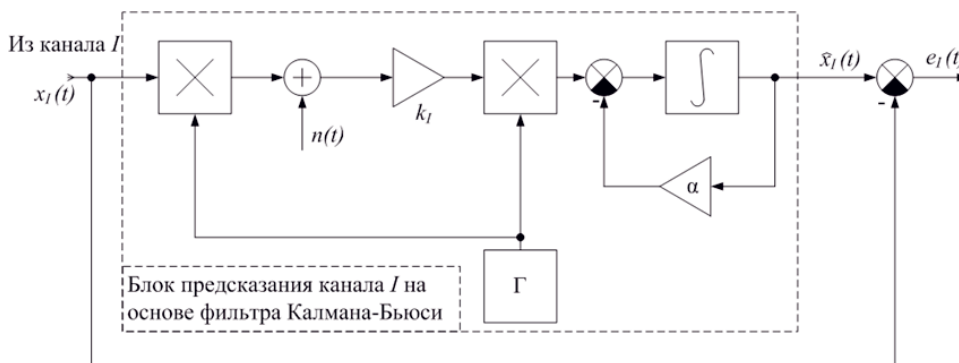 Из канала I
x_I(t)
n(t)
k_I
-
α
x̂_I(t)
-
e_I(t)
Г
Блок предсказания канала I на
основе фильтра Калмана-Бьюси